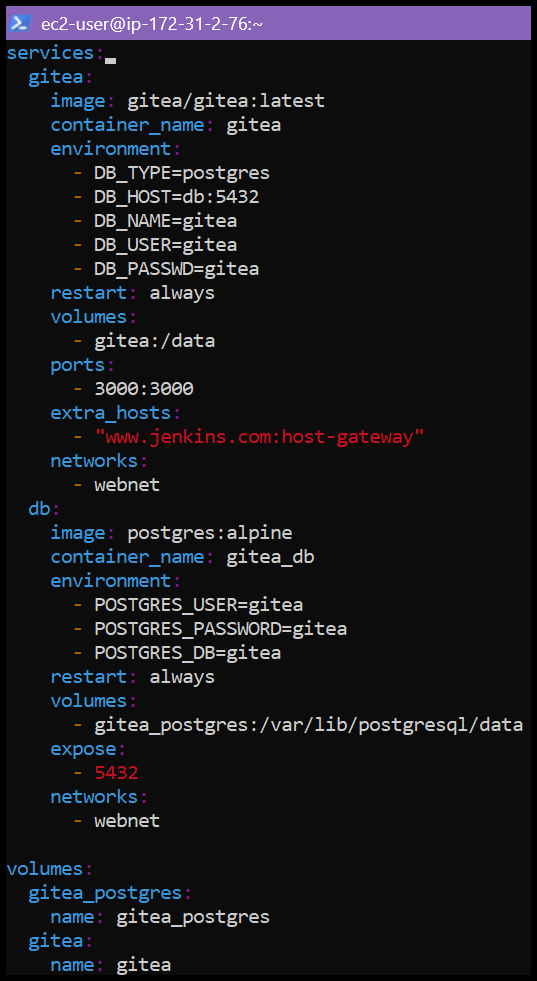 ec2-user@ip-172-31-2-76:~
services:
  gitea:
    image: gitea/gitea:latest
    container_name: gitea
    environment:
      - DB_TYPE=postgres
      - DB_HOST=db:5432
      - DB_NAME=gitea
      - DB_USER=gitea
      - DB_PASSWD=gitea
    restart: always
    volumes:
      - gitea:/data
    ports:
      - 3000:3000
    extra_hosts:
      - "www.jenkins.com:host-gateway"
    networks:
      - webnet
  db:
    image: postgres:alpine
    container_name: gitea_db
    environment:
      - POSTGRES_USER=gitea
      - POSTGRES_PASSWORD=gitea
      - POSTGRES_DB=gitea
    restart: always
    volumes:
      - gitea_postgres:/var/lib/postgresql/data
    expose:
      - 5432
    networks:
      - webnet

volumes:
  gitea_postgres:
    name: gitea_postgres
  gitea:
    name: gitea